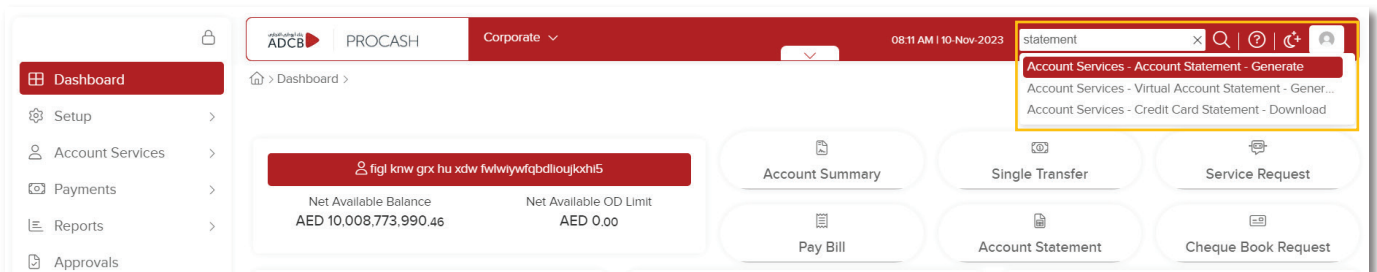 ADCB PROCASH Corporate 08:11 AM | 10-Nov-2023 statement
Account Services - Account Statement - Generate
Account Services - Virtual Account Statement - Gener...
Account Services - Credit Card Statement - Download
Dashboard
Setup
Account Services
Payments
Reports
Approvals
> Dashboard >
figl knw grx hu xdw fwlwiywfqbdlioujkxhi5
Net Available Balance Net Available OD Limit
AED 10,008,773,990.46 AED 0.00
Account Summary Single Transfer Service Request
Pay Bill Account Statement Cheque Book Request